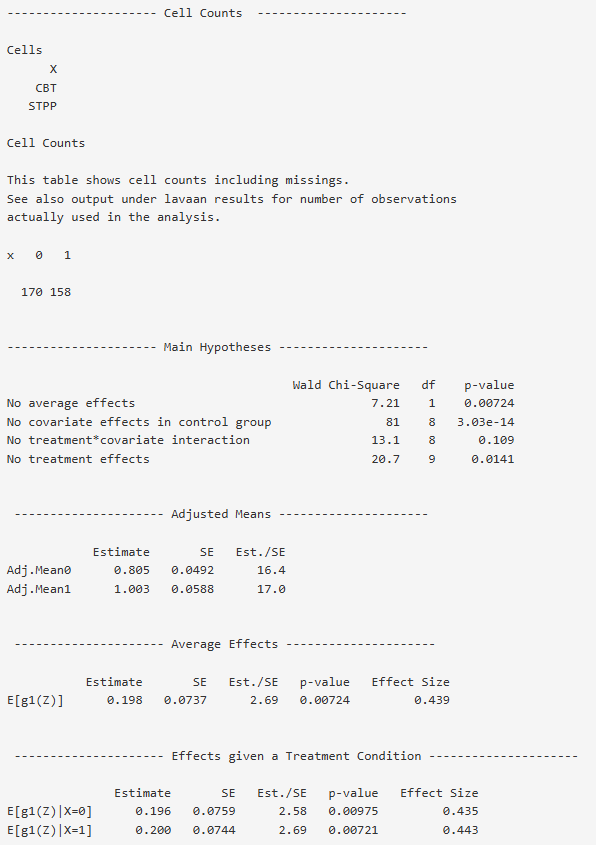 -------------------- Cell Counts  --------------------
Cells
X
CBT
STPP
Cell Counts
This table shows cell counts including missings.
See also output under lavaan results for number of observations
actually used in the analysis.
x   0   1
170 158
-------------------- Main Hypotheses --------------------
Wald Chi-Square   df    p-value
No average effects   7.21   1   0.00724
No covariate effects in control group   81   8   3.03e-14
No treatment*covariate interaction   13.1   8   0.109
No treatment effects   20.7   9   0.0141
-------------------- Adjusted Means --------------------
Estimate   SE   Est./SE
Adj.Mean0   0.805   0.0492   16.4
Adj.Mean1   1.003   0.0588   17.0
-------------------- Average Effects --------------------
Estimate   SE   Est./SE   p-value   Effect Size
E[g1(Z)]   0.198   0.0737   2.69   0.00724   0.439
-------------------- Effects given a Treatment Condition --------------------
Estimate   SE   Est./SE   p-value   Effect Size
E[g1(Z)|X=0]   0.196   0.0759   2.58   0.00975   0.435
E[g1(Z)|X=1]   0.200   0.0744   2.69   0.00721   0.443